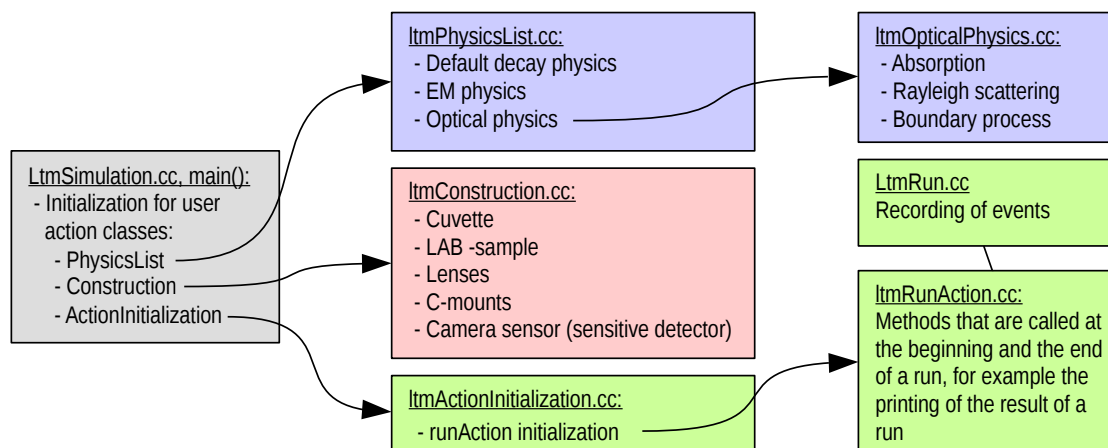 LtmSimulation.cc, main():
- Initialization for user
action classes:
- PhysicsList
- Construction
- ActionInitialization
ltmPhysicsList.cc:
- Default decay physics
- EM physics
- Optical physics
ltmOpticalPhysics.cc:
- Absorption
- Rayleigh scattering
- Boundary process
ltmConstruction.cc:
- Cuvette
- LAB -sample
- Lenses
- C-mounts
- Camera sensor (sensitive detector)
ltmActionInitialization.cc:
- runAction initialization
LtmRun.cc
Recording of events
ltmRunAction.cc:
Methods that are called at
the beginning and the end
of a run, for example the
printing of the result of a
run